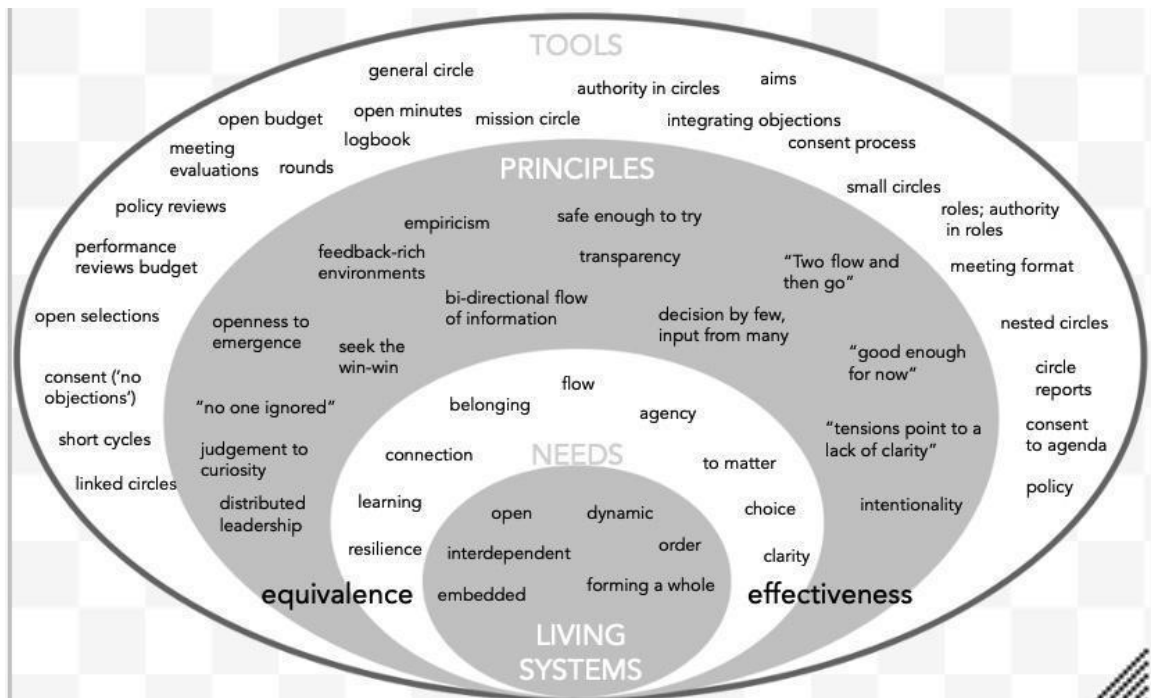 TOOLS
general circle
authority in circles
aims
open budget
open minutes
mission circle
integrating objections
logbook
consent process
meeting
evaluations
rounds
PRINCIPLES
small circles
policy reviews
roles; authority
in roles
empiricism
safe enough to try
performance
reviews budget
feedback-rich
environments
transparency
"Two flow and
then go"
meeting format
bi-directional flow
of information
decision by few,
input from many
open selections
openness to
emergence
seek the
win-win
nested circles
"good enough
for now"
circle
reports
consent ('no
objections')
flow
"no one ignored"
belonging
agency
"tensions point to a
lack of clarity"
consent
to agenda
short cycles
judgement to
curiosity
connection
NEEDS
to matter
linked circles
policy
distributed
leadership
learning
open
dynamic
choice
intentionality
resilience
interdependent
order
clarity
equivalence
embedded
forming a whole
effectiveness
LIVING
SYSTEMS